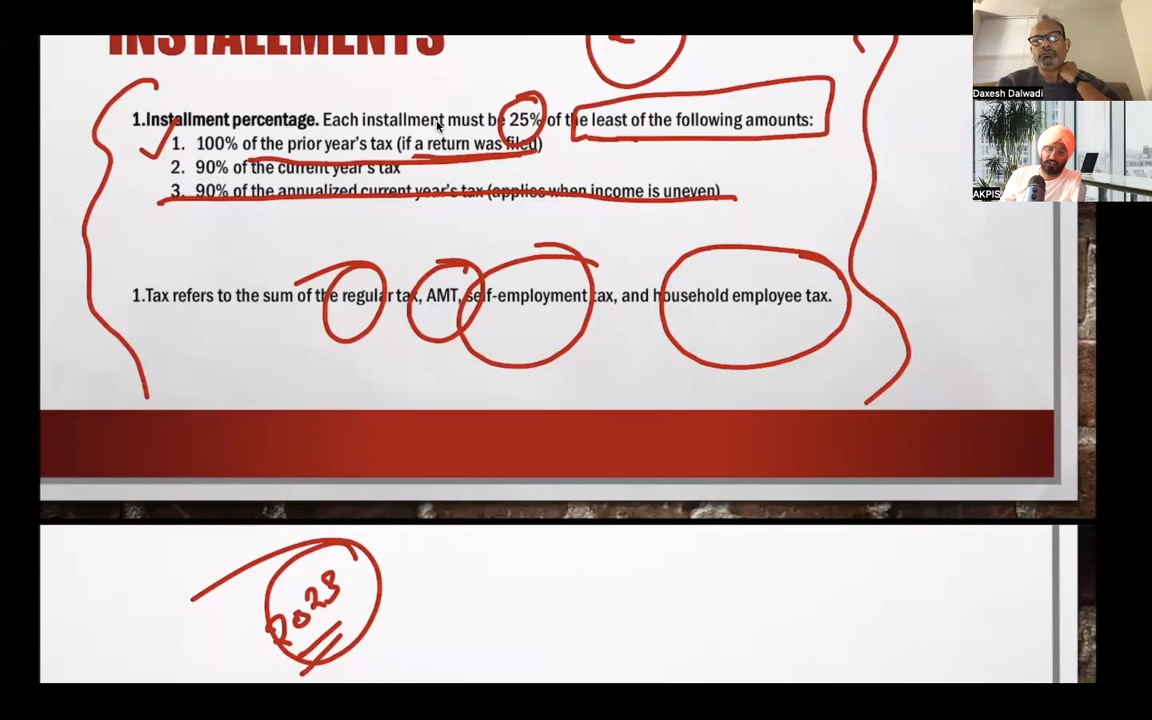 INSTALLMENTS
1.Installment percentage. Each installment must be 25% of the least of the following amounts:
1. 100% of the prior year's tax (if a return was filed)
2. 90% of the current year's tax
3. 90% of the annualized current year's tax (applies when income is uneven)
1.Tax refers to the sum of the regular tax, AMT, self-employment tax, and household employee tax.
2023
Daxesh Dalwadi
AKPIS